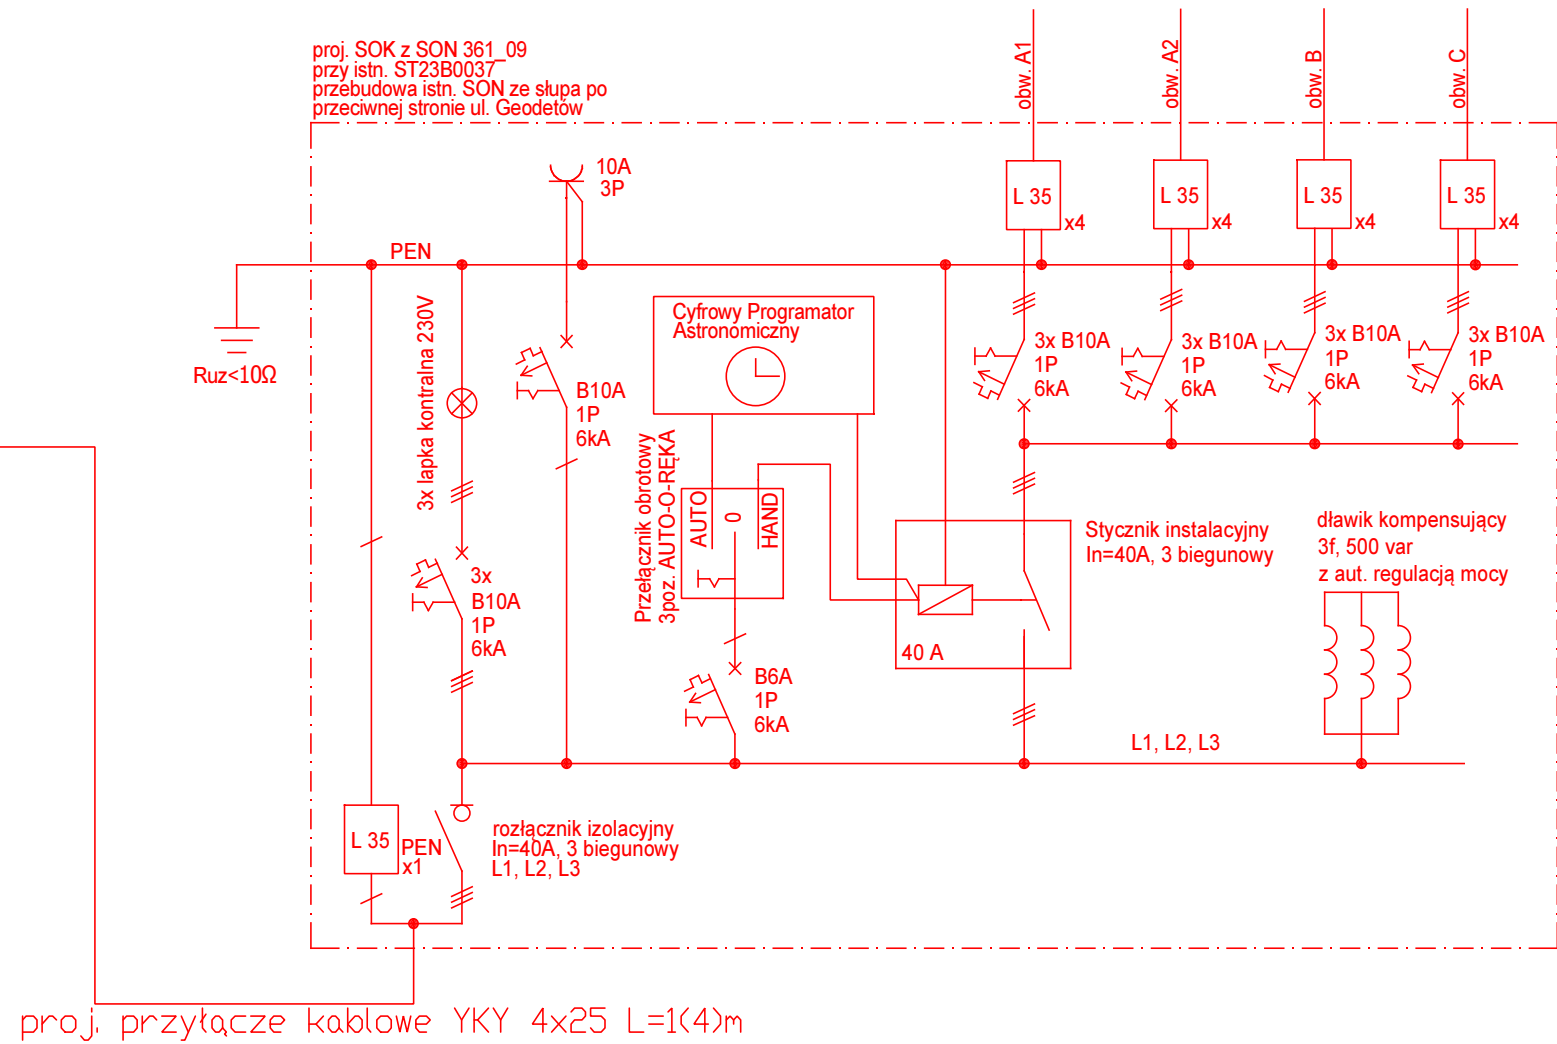 proj. SOK z SON 361_09
przy istn. ST23B0037
przebudowa istn. SON ze słupa po
przeciwnej stronie ul. Geodetów
obw. A1
obw. A2
obw. B
obw. C
10A
3P
L 35
x4
L 35
x4
L 35
x4
L 35
x4
PEN
Ruz<10Ω
3x lapka kontralna 230V
Cyfrowy Programator
Astronomiczny
3x B10A
1P
6kA
3x B10A
1P
6kA
3x B10A
1P
6kA
3x B10A
1P
6kA
B10A
1P
6kA
Przełącznik obrotowy
3poz. AUTO-O-RĘKA
AUTO
0
HAND
Stycznik instalacyjny
In=40A, 3 biegunowy
40 A
dławik kompensujący
3f, 500 var
z aut. regulacją mocy
3x
B10A
1P
6kA
B6A
1P
6kA
L1, L2, L3
L 35
PEN
x1
rozłącznik izolacyjny
In=40A, 3 biegunowy
L1, L2, L3
proj. przyłącze kablowe YKY 4x25 L=1(4)m